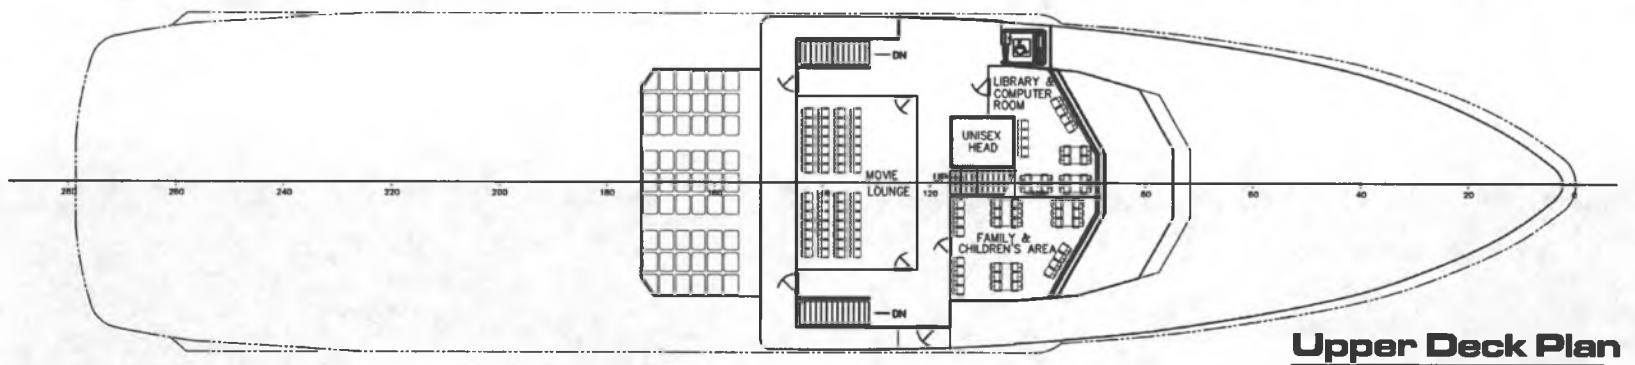 DN
LIBRARY &
COMPUTER
ROOM
UNISEX
HEAD
MOVIE
LOUNGE
UP
280 260 240 220 200 180 160 120 80 60 40 20
FAMILY &
CHILDREN'S AREA
DN
Upper Deck Plan